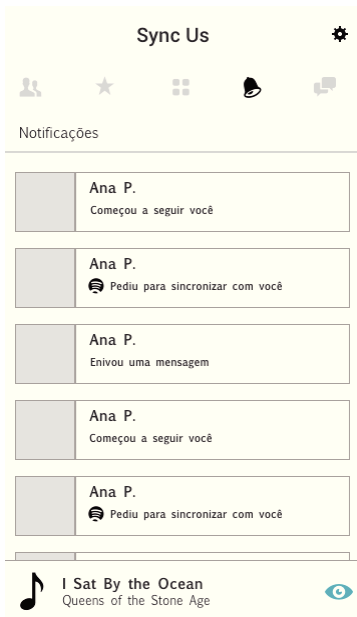 Sync Us
Notificações
Ana P.
Começou a seguir você
Ana P.
Pediu para sincronizar com você
Ana P.
Enivou uma mensagem
Ana P.
Começou a seguir você
Ana P.
Pediu para sincronizar com você
I Sat By the Ocean
Queens of the Stone Age